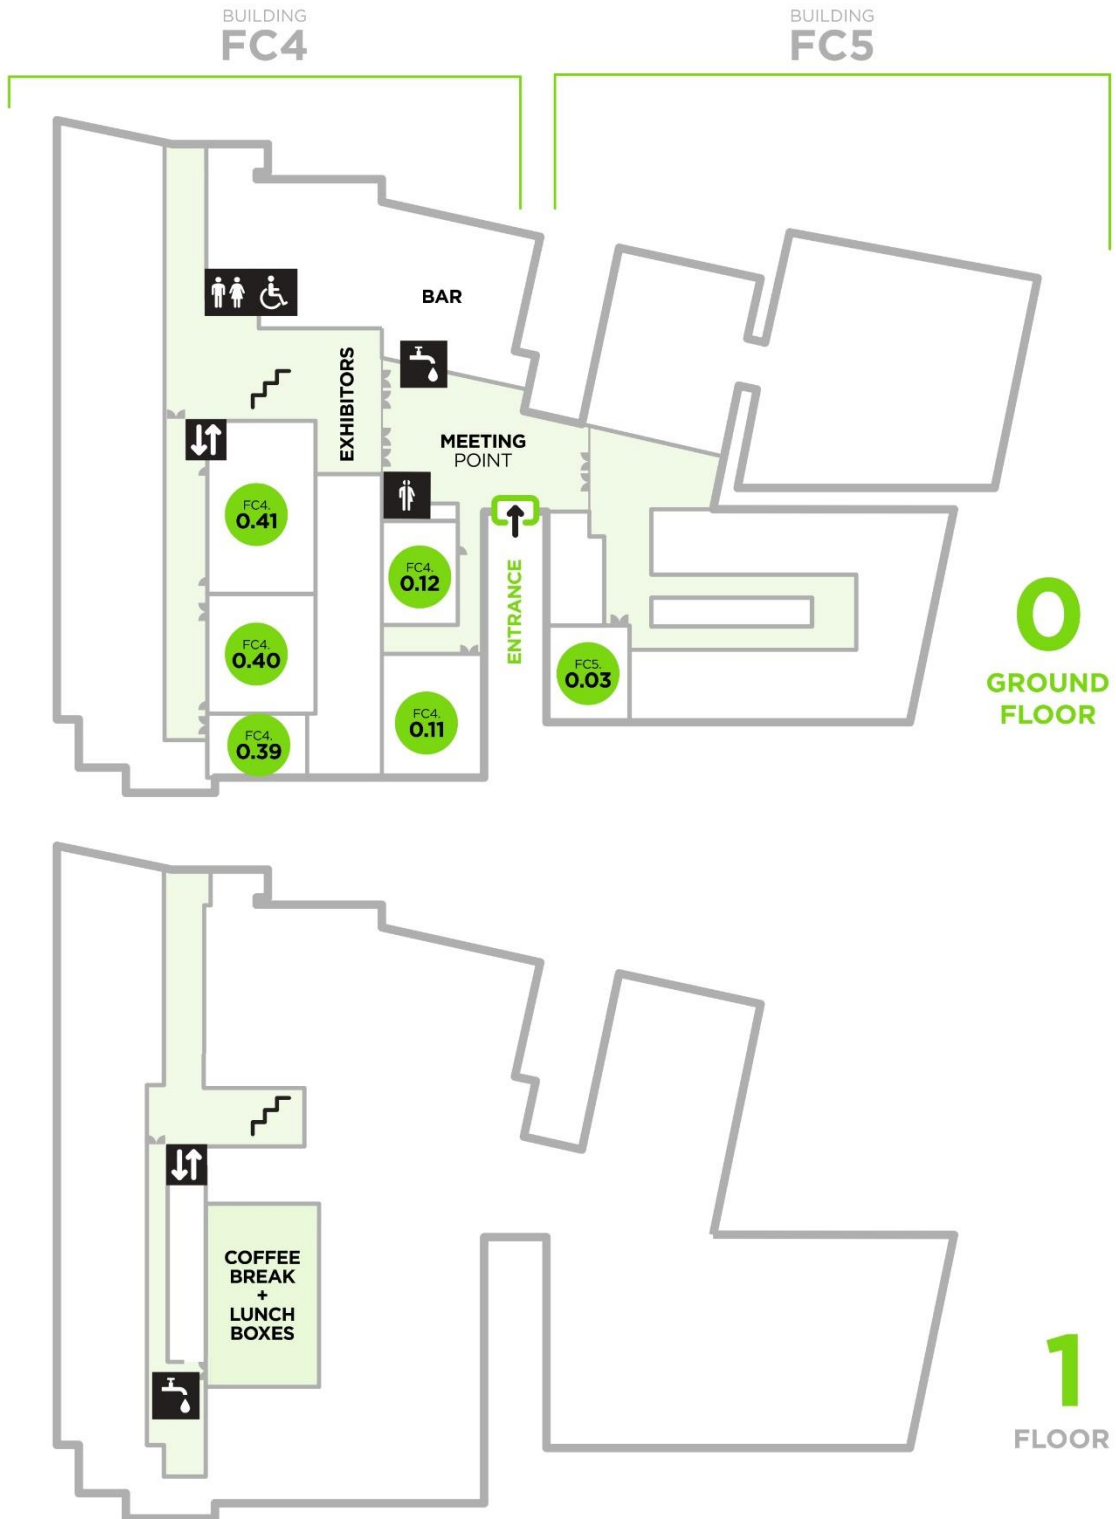 BUILDING
FC4
BUILDING
FC5
BAR
EXHIBITORS
MEETING
POINT
FC4.
0.41
FC4.
0.12
ENTRANCE
FC4.
0.40
FC5.
0.03
FC4.
0.11
FC4.
0.39
0
GROUND
FLOOR
COFFEE
BREAK
+
LUNCH
BOXES
1
FLOOR